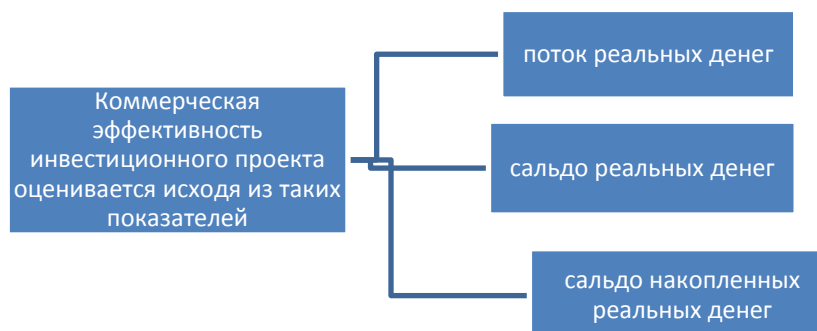 Коммерческая
эффективность
инвестиционного проекта
оценивается исходя из таких
показателей
поток реальных денег
сальдо реальных денег
сальдо накопленных
реальных денег